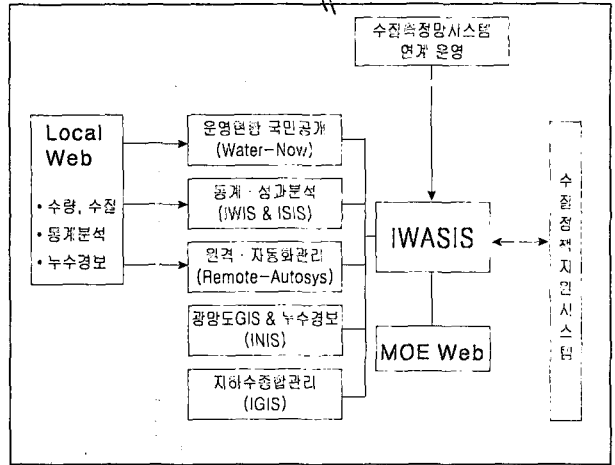 수질측정망시스템
연계 운영
Local
Web
• 수량, 수질
• 통계분석
• 누수경보
운영현황 국민공개
(Water-Now)
통계 · 성과분석
(IWIS & ISIS)
원격 · 자동화관리
(Remote-Autosys)
광망도GIS & 누수경보
(INIS)
지하수종합관리
(IGIS)
IWASIS
MOE Web
수질정책지원시스템